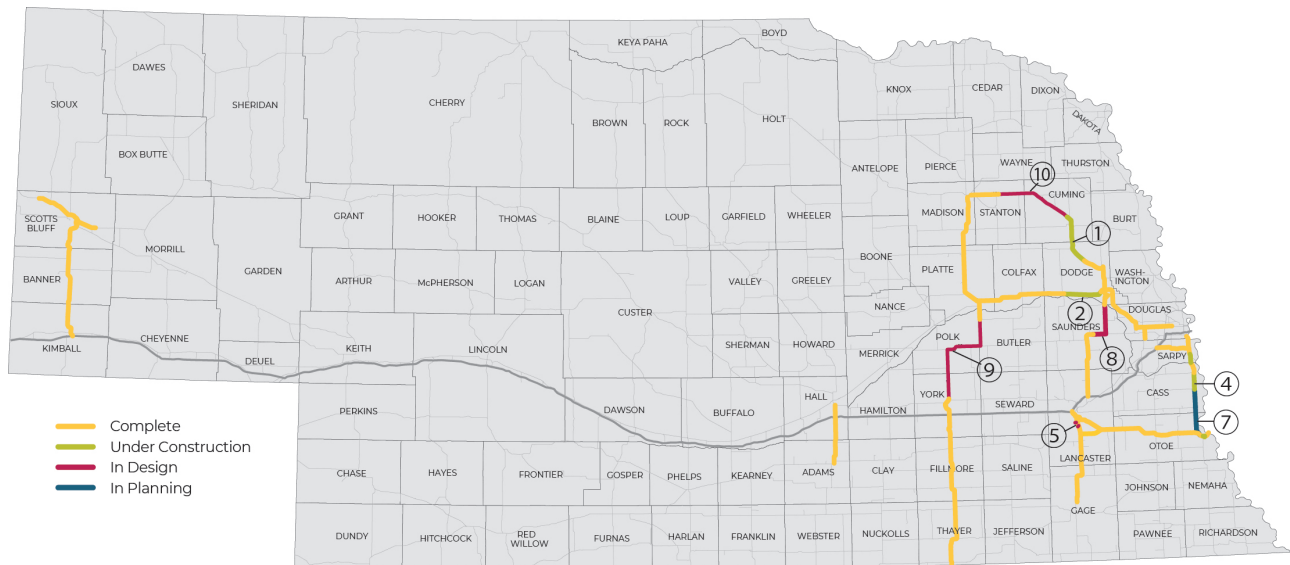 BOYD
KEYA PAHA
DAWES
SIOUX
SHERIDAN
CHERRY
BROWN
ROCK
HOLT
KNOX
CEDAR
DIXON
DAKOTA
BOX BUTTE
ANTELOPE
PIERCE
WAYNE
THURSTON
10
CUMING
SCOTTS
BLUFF
MORRILL
GRANT
HOOKER
THOMAS
BLAINE
LOUP
GARFIELD
WHEELER
MADISON
STANTON
BURT
1
BANNER
GARDEN
ARTHUR
McPHERSON
LOGAN
VALLEY
GREELEY
BOONE
PLATTE
COLFAX
DODGE
WASH-
INGTON
NANCE
2
DOUGLAS
CUSTER
KIMBALL
CHEYENNE
DEUEL
KEITH
LINCOLN
SHERMAN
HOWARD
MERRICK
POLK
BUTLER
SAUNDERS
8
SARPY
9
4
PERKINS
DAWSON
BUFFALO
HALL
HAMILTON
YORK
SEWARD
CASS
7
5
OTOE
Complete
Under Construction
In Design
In Planning
CHASE
HAYES
FRONTIER
GOSPER
PHELPS
KEARNEY
ADAMS
CLAY
FILLMORE
SALINE
LANCASTER
GAGE
JOHNSON
NEMAHA
DUNDY
HITCHCOCK
RED
WILLOW
FURNAS
HARLAN
FRANKLIN
WEBSTER
NUCKOLLS
THAYER
JEFFERSON
PAWNEE
RICHARDSON